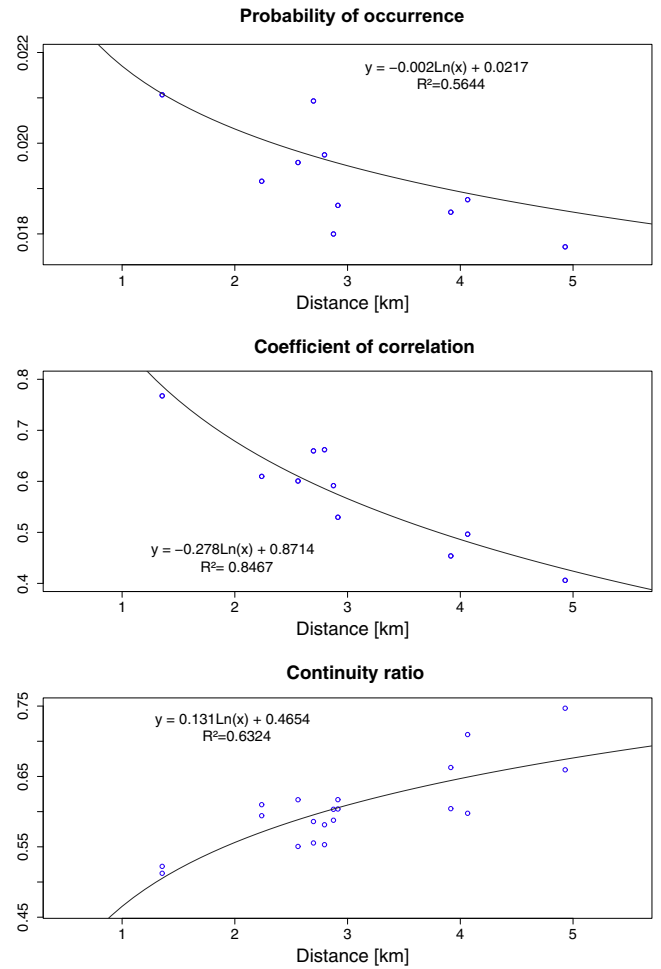 Probability of occurrence
0.022
0.020
0.018
y = −0.002Ln(x) + 0.0217
R²=0.5644
1 2 3 4 5
Distance [km]
Coefficient of correlation
0.8
0.7
0.6
0.5
0.4
y = −0.278Ln(x) + 0.8714
R²= 0.8467
1 2 3 4 5
Distance [km]
Continuity ratio
0.75
0.65
0.55
0.45
y = 0.131Ln(x) + 0.4654
R²=0.6324
1 2 3 4 5
Distance [km]